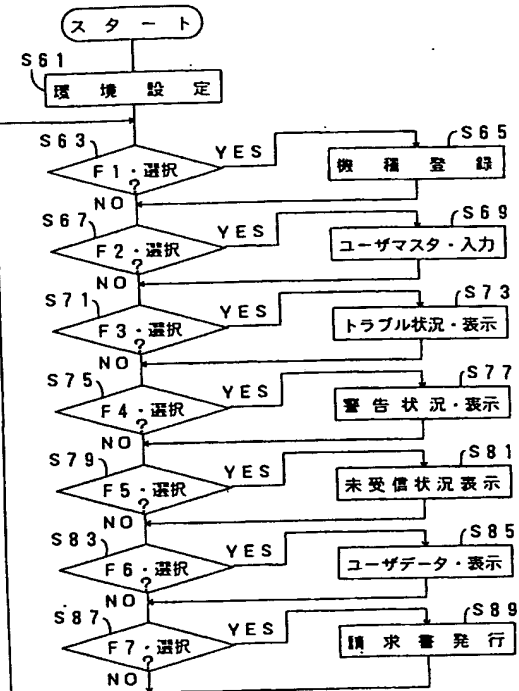 スタート
S61
環境設定
S63
F1・選択
?
YES
NO
S65
機種登録
S67
F2・選択
?
YES
NO
S69
ユーザマスタ・入力
S71
F3・選択
?
YES
NO
S73
トラブル状況・表示
S75
F4・選択
?
YES
NO
S77
警告状況・表示
S79
F5・選択
?
YES
NO
S81
未受信状況表示
S83
F6・選択
?
YES
NO
S85
ユーザデータ・表示
S87
F7・選択
?
YES
NO
S89
請求書発行